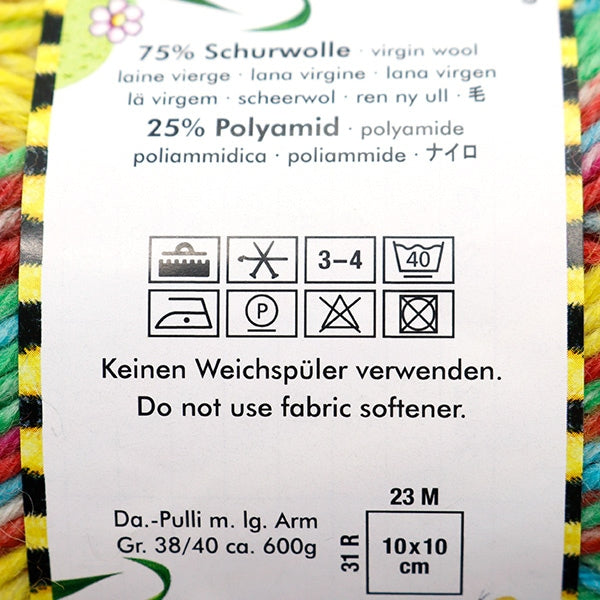 75% Schurwolle · virgin wool
laine vierge · lana virgine · lana virgen
lã virgem · scheerwol · ren ny ull · 毛
25% Polyamid · polyamide
poliammidica · poliammide · ナイロ
3–4
40
P
Keinen Weichspüler verwenden.
Do not use fabric softener.
Da.-Pulli m. lg. Arm
Gr. 38/40 ca. 600g
23 M
31 R
10x10
cm